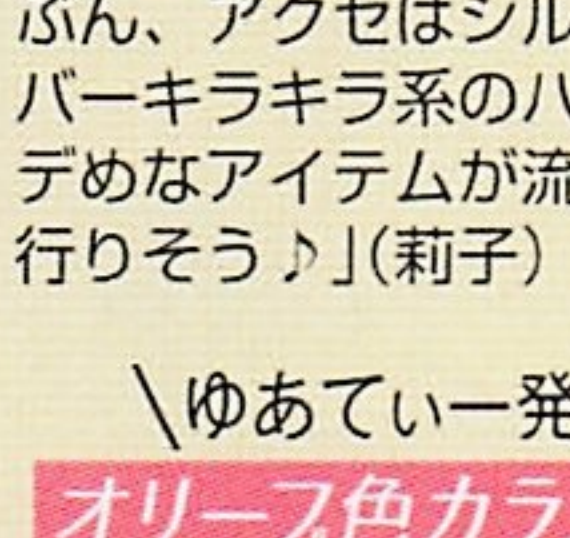 ぶん、アクセはシル
バーキラキラ系のハ
デめなアイテムが流
行りそう♪」(莉子)
\ゆあてぃー発
オリーブ色カラ